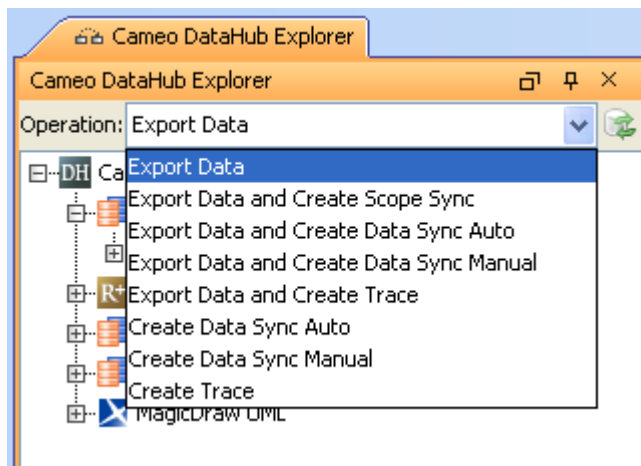 Cameo DataHub Explorer
Cameo DataHub Explorer
Operation: Export Data
DH Ca
Export Data
Export Data and Create Scope Sync
Export Data and Create Data Sync Auto
Export Data and Create Data Sync Manual
R+
Export Data and Create Trace
Create Data Sync Auto
Create Data Sync Manual
Create Trace
MagicDraw UML